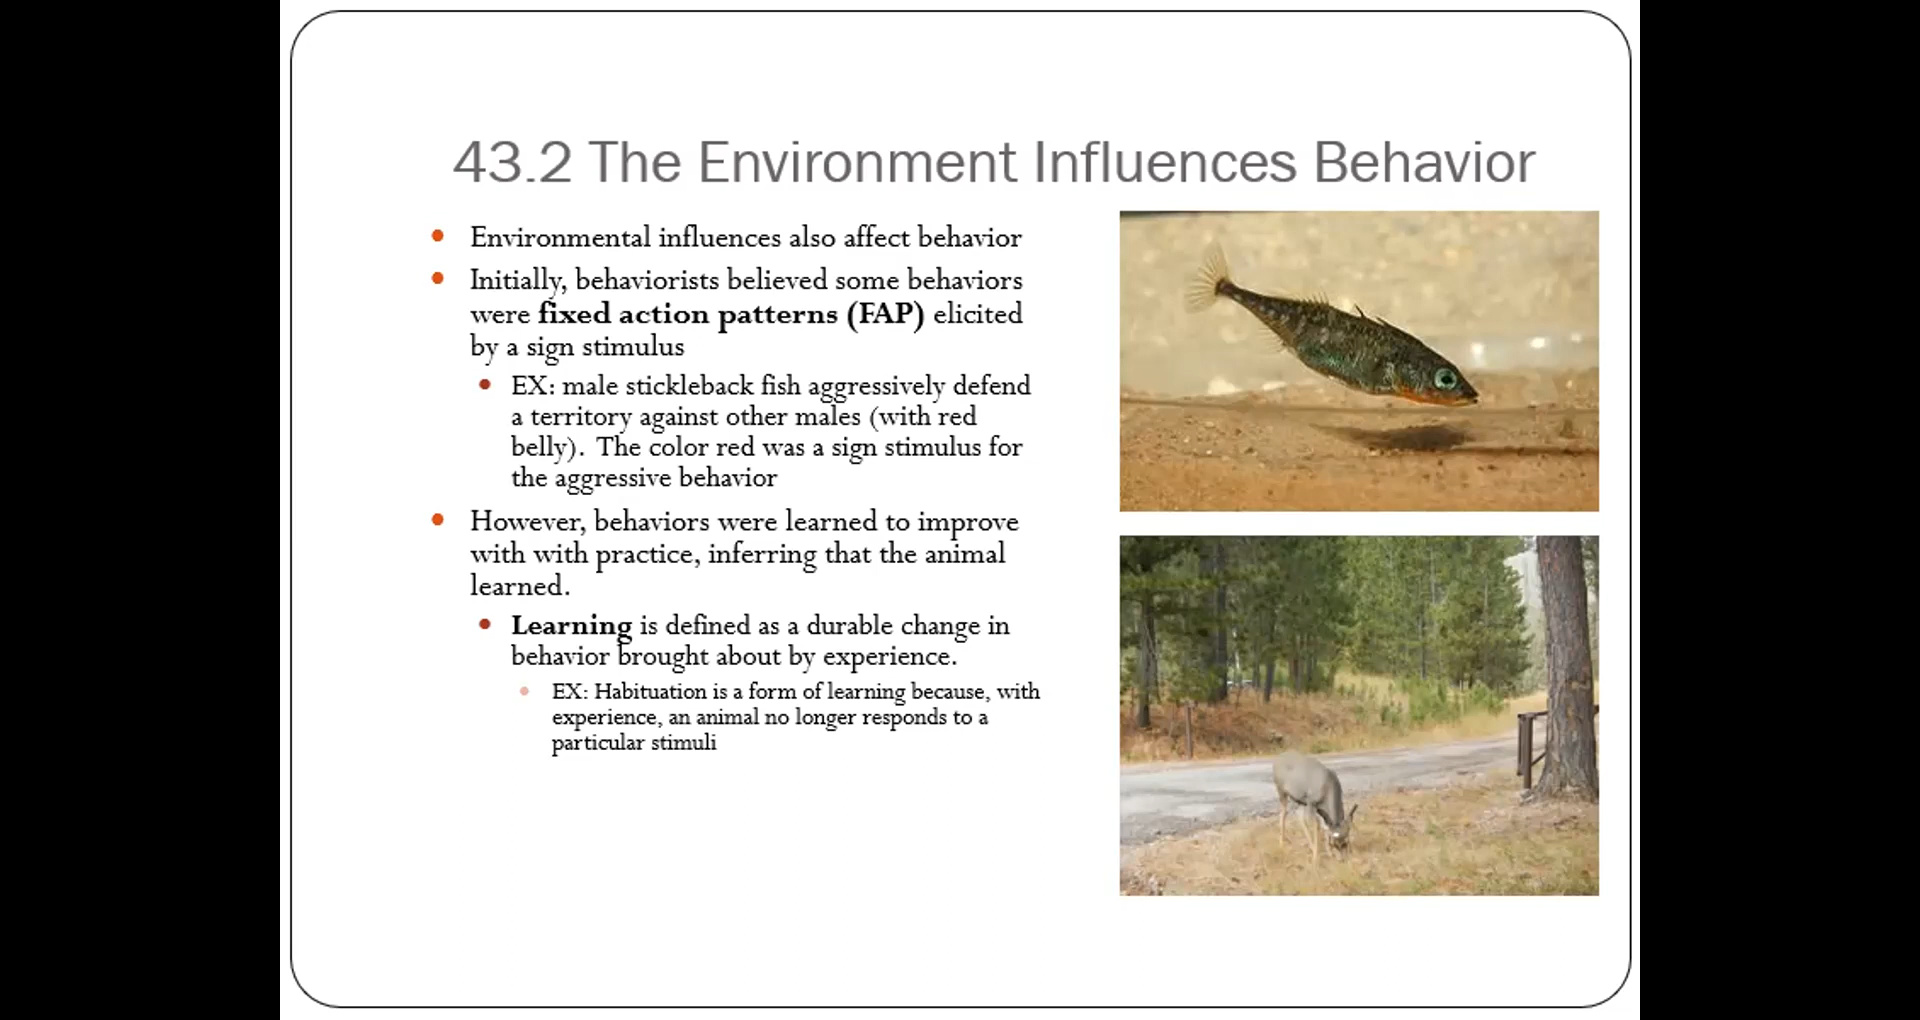 43.2 The Environment Influences Behavior
Environmental influences also affect behavior
Initially, behaviorists believed some behaviors
were fixed action patterns (FAP) elicited
by a sign stimulus
EX: male stickleback fish aggressively defend
a territory against other males (with red
belly). The color red was a sign stimulus for
the aggressive behavior
However, behaviors were learned to improve
with with practice, inferring that the animal
learned.
Learning is defined as a durable change in
behavior brought about by experience.
EX: Habituation is a form of learning because, with
experience, an animal no longer responds to a
particular stimuli